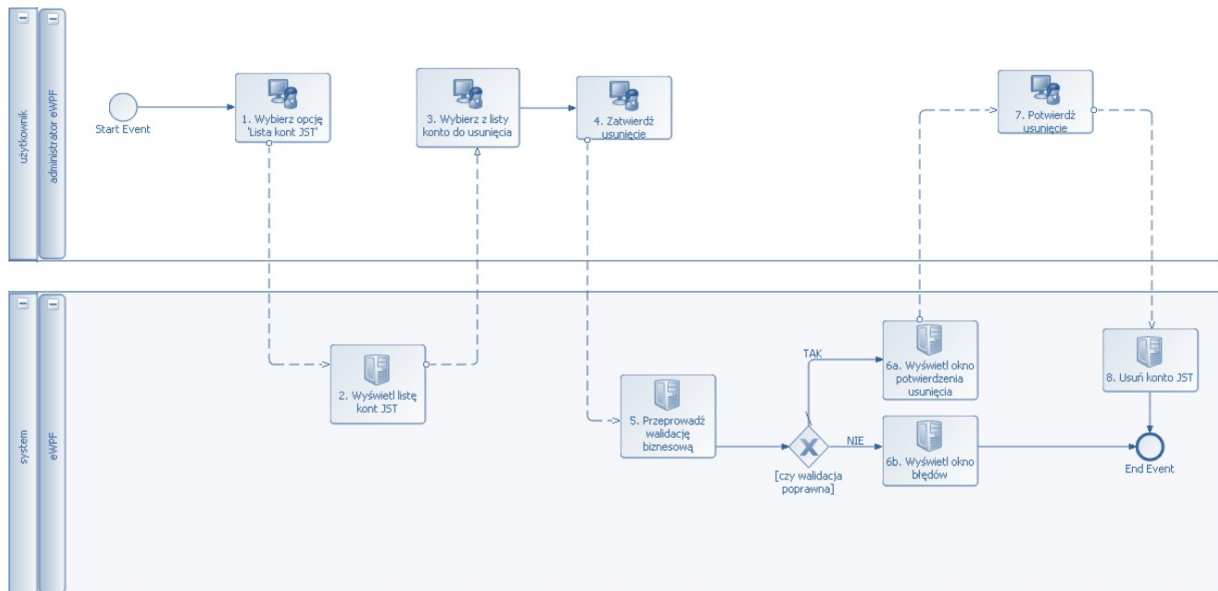 użytkownik
administrator eWPF
Start Event
1. Wybierz opcję
'Lista kont JST'
3. Wybierz z listy
konto do usunięcia
4. Zatwierdź
usunięcie
7. Potwierdź
usunięcie
system
eWPF
2. Wyświetl listę
kont JST
5. Przeprowadź
walidację
biznesową
[czy walidacja
poprawna]
TAK
6a. Wyświetl okno
potwierdzenia
usunięcia
NIE
6b. Wyświetl okno
błędów
8. Usuń konto JST
End Event